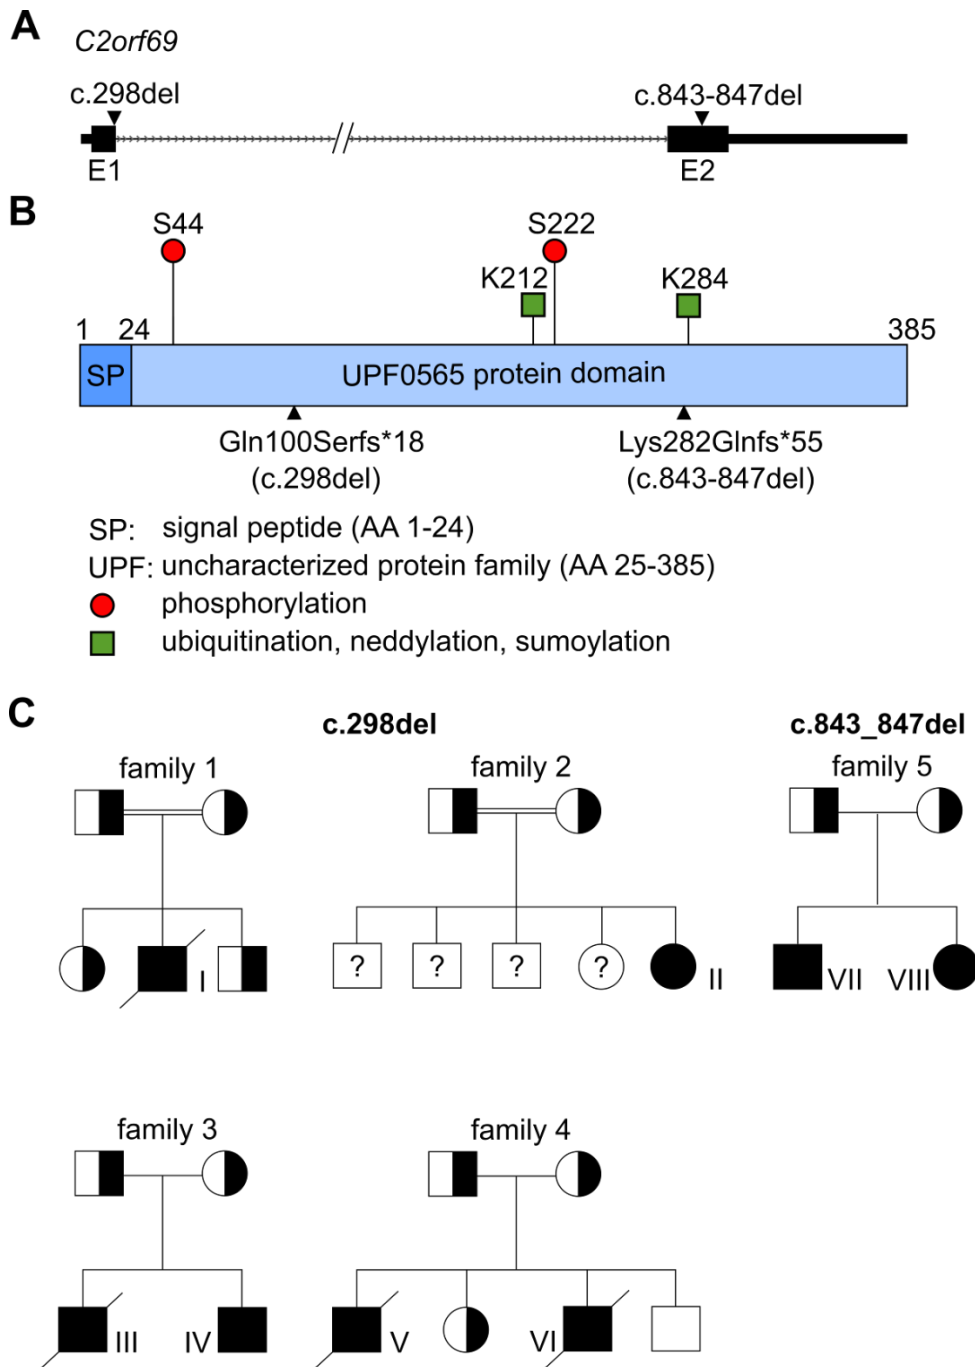 A
C2orf69
c.298del
c.843-847del
E1
E2
B
S44
S222
K212
K284
1
24
385
SP
UPF0565 protein domain
Gln100Serfs*18
(c.298del)
Lys282Glnfs*55
(c.843-847del)
SP: signal peptide (AA 1-24)
UPF: uncharacterized protein family (AA 25-385)
phosphorylation
ubiquitination, neddylation, sumoylation
C
c.298del
c.843_847del
family 1
family 2
family 5
I
?
?
?
?
II
VII
VIII
family 3
family 4
III
IV
V
VI